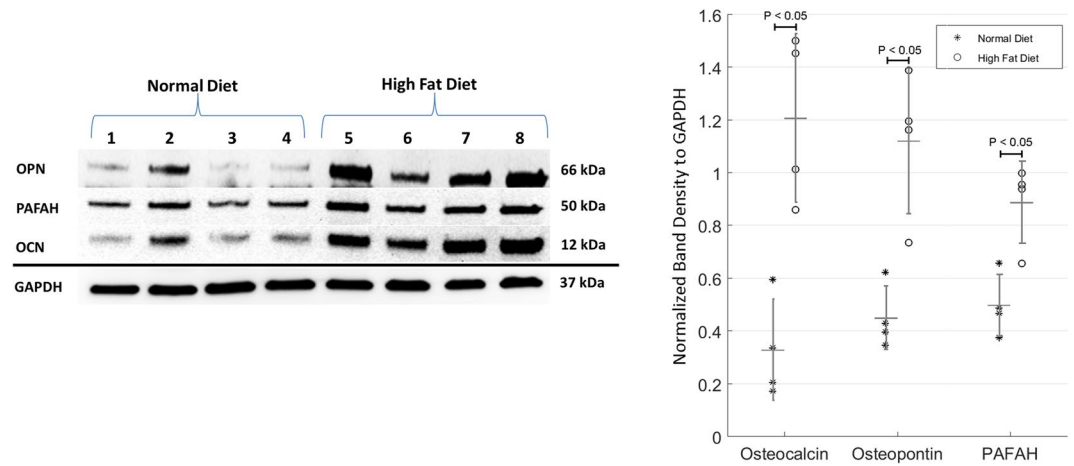 Normal Diet
High Fat Diet
1 2 3 4 5 6 7 8
OPN 66 kDa
PAFAH 50 kDa
OCN 12 kDa
GAPDH 37 kDa
Normalized Band Density to GAPDH
1.6
1.4
1.2
1
0.8
0.6
0.4
0.2
0
P < 0.05
P < 0.05
P < 0.05
Normal Diet
High Fat Diet
Osteocalcin Osteopontin PAFAH